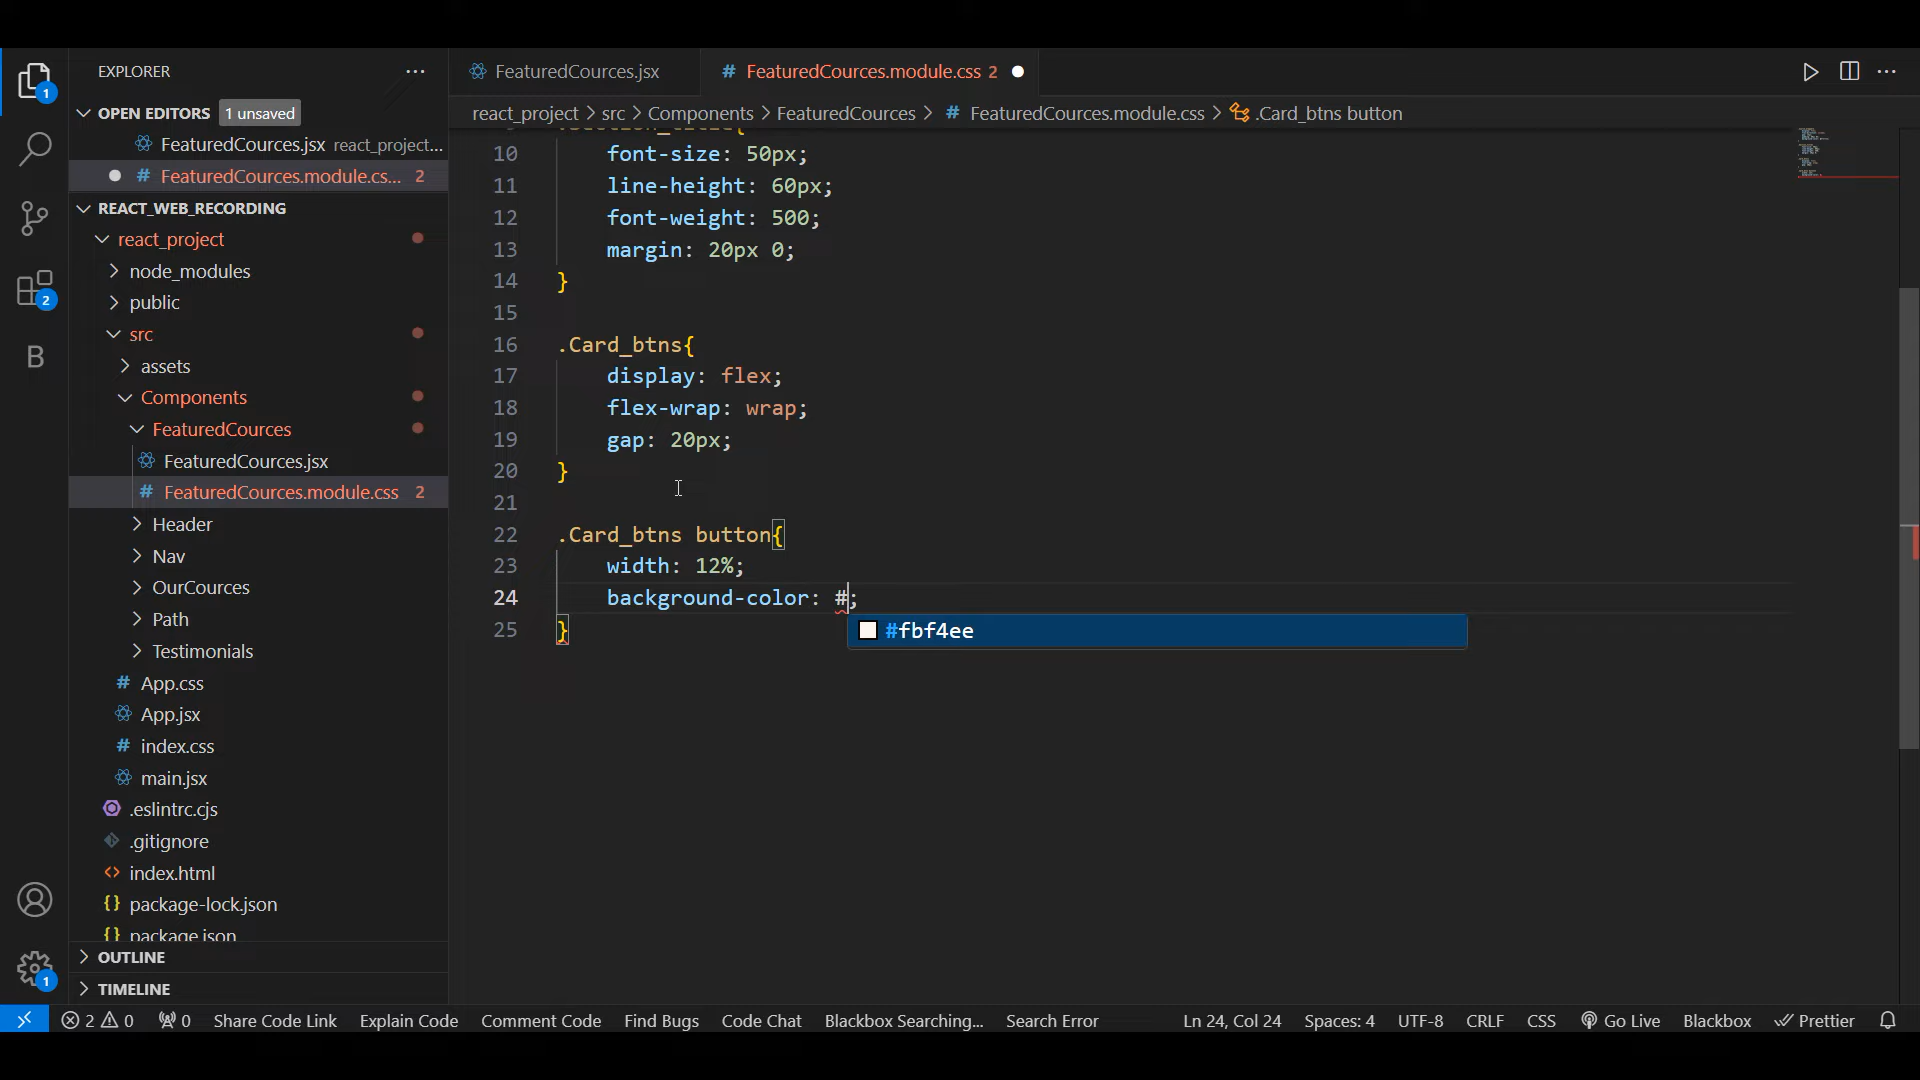 EXPLORER
OPEN EDITORS 1 unsaved
FeaturedCources.jsx react_project...
# FeaturedCources.module.cs... 2
REACT_WEB_RECORDING
react_project
node_modules
public
src
assets
Components
FeaturedCources
FeaturedCources.jsx
# FeaturedCources.module.css 2
Header
Nav
OurCources
Path
Testimonials
# App.css
App.jsx
# index.css
main.jsx
.eslintrc.cjs
.gitignore
<> index.html
{} package-lock.json
{} package.json
OUTLINE
TIMELINE
1
2
B
1
FeaturedCources.jsx
# FeaturedCources.module.css 2
react_project > src > Components > FeaturedCources > # FeaturedCources.module.css > .Card_btns button
10 font-size: 50px;
11 line-height: 60px;
12 font-weight: 500;
13 margin: 20px 0;
14 }
15
16 .Card_btns{
17 display: flex;
18 flex-wrap: wrap;
19 gap: 20px;
20 }
21
22 .Card_btns button{
23 width: 12%;
24 background-color: #;
25 }
#fbf4ee
2 0 0 Share Code Link Explain Code Comment Code Find Bugs Code Chat Blackbox Searching... Search Error Ln 24, Col 24 Spaces: 4 UTF-8 CRLF CSS Go Live Blackbox Prettier